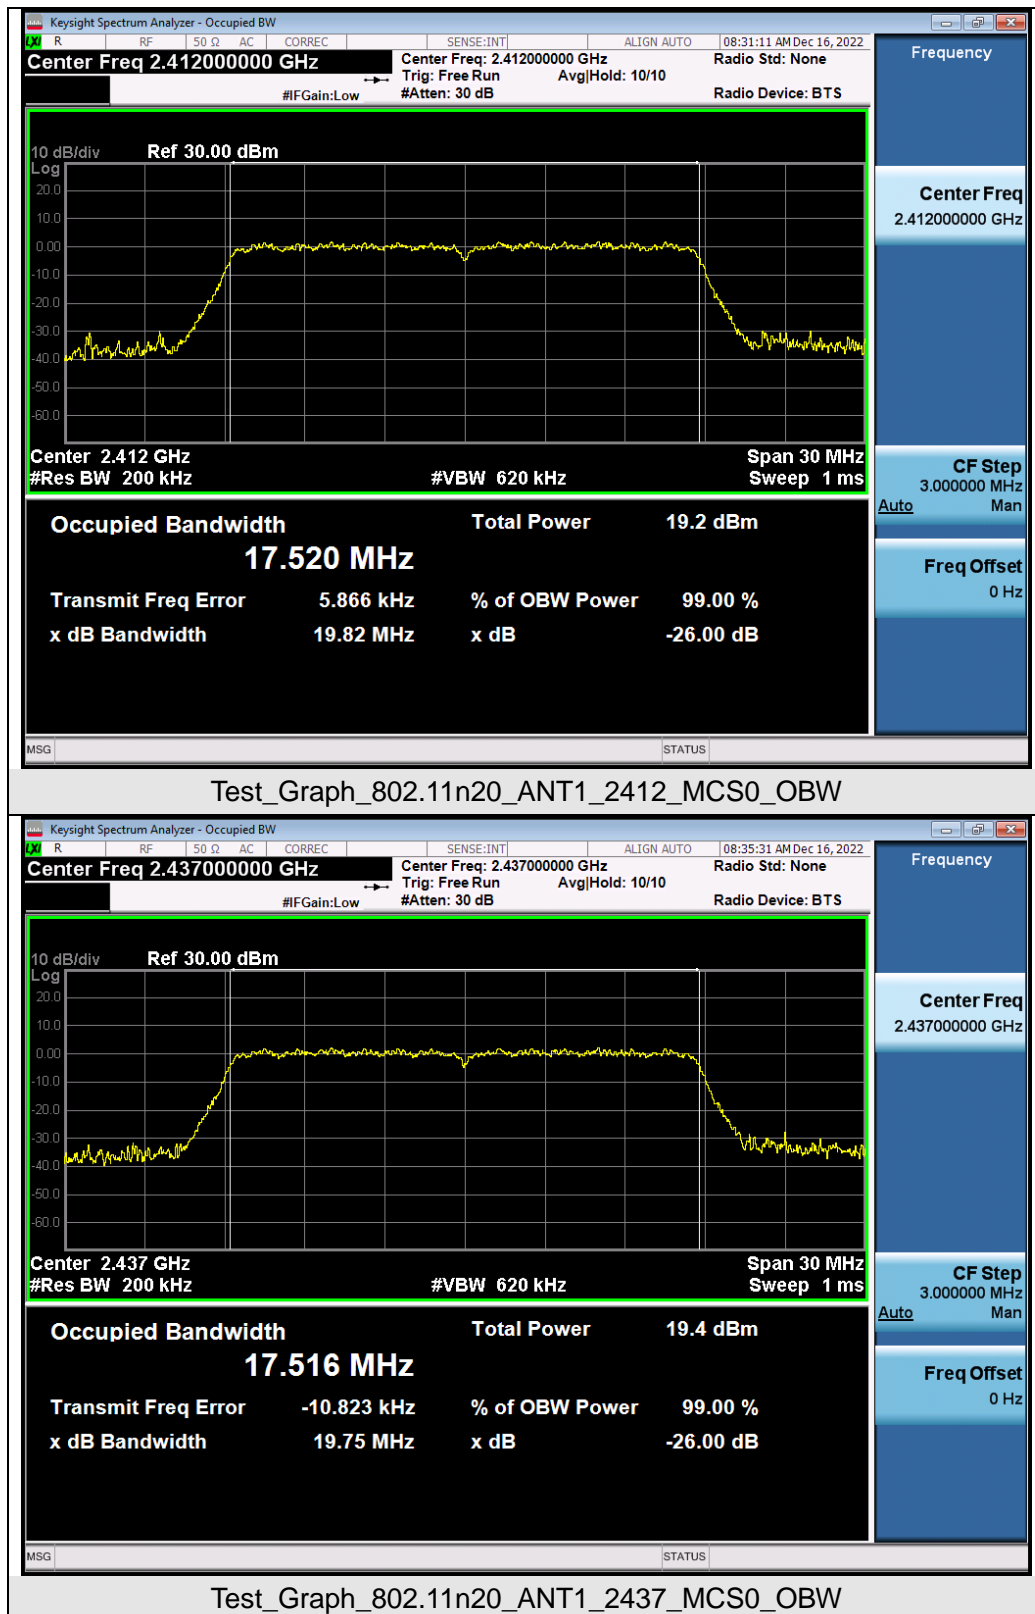 Keysight Spectrum Analyzer - Occupied BW
LXI R RF 50 Ω AC CORREC SENSE:INT ALIGN AUTO 08:31:11 AM Dec 16, 2022
Center Freq 2.412000000 GHz
Center Freq: 2.412000000 GHz
Radio Std: None
Trig: Free Run Avg|Hold: 10/10
#IFGain:Low
#Atten: 30 dB
Radio Device: BTS
Frequency
10 dB/div Ref 30.00 dBm
Log
20.0
10.0
0.00
-10.0
-20.0
-30.0
-40.0
-50.0
-60.0
Center Freq
2.412000000 GHz
Center 2.412 GHz Span 30 MHz
#Res BW 200 kHz #VBW 620 kHz Sweep 1 ms
CF Step
3.000000 MHz
Auto Man
Occupied Bandwidth Total Power 19.2 dBm
17.520 MHz
Freq Offset
0 Hz
Transmit Freq Error 5.866 kHz % of OBW Power 99.00 %
x dB Bandwidth 19.82 MHz x dB -26.00 dB
MSG STATUS
Test_Graph_802.11n20_ANT1_2412_MCS0_OBW
Keysight Spectrum Analyzer - Occupied BW
LXI R RF 50 Ω AC CORREC SENSE:INT ALIGN AUTO 08:35:31 AM Dec 16, 2022
Center Freq 2.437000000 GHz
Center Freq: 2.437000000 GHz
Radio Std: None
Trig: Free Run Avg|Hold: 10/10
#IFGain:Low
#Atten: 30 dB
Radio Device: BTS
Frequency
10 dB/div Ref 30.00 dBm
Log
20.0
10.0
0.00
-10.0
-20.0
-30.0
-40.0
-50.0
-60.0
Center Freq
2.437000000 GHz
Center 2.437 GHz Span 30 MHz
#Res BW 200 kHz #VBW 620 kHz Sweep 1 ms
CF Step
3.000000 MHz
Auto Man
Occupied Bandwidth Total Power 19.4 dBm
17.516 MHz
Freq Offset
0 Hz
Transmit Freq Error -10.823 kHz % of OBW Power 99.00 %
x dB Bandwidth 19.75 MHz x dB -26.00 dB
MSG STATUS
Test_Graph_802.11n20_ANT1_2437_MCS0_OBW